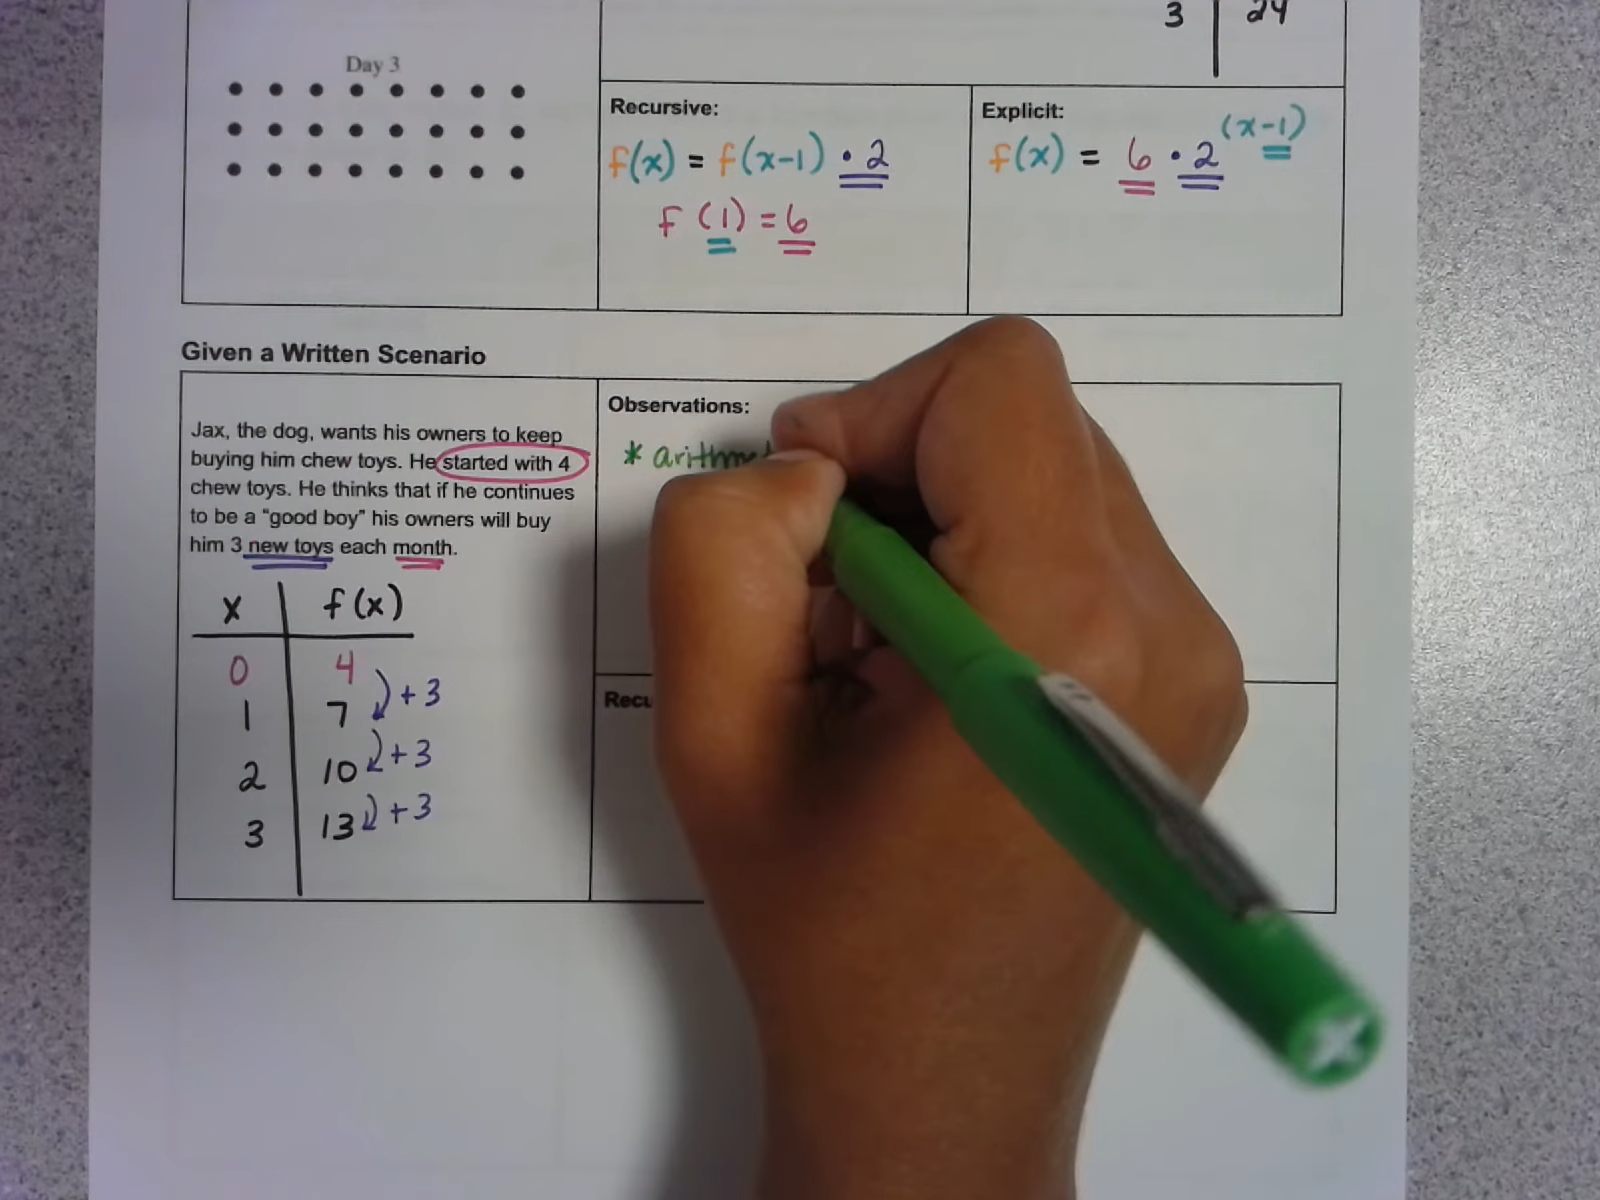 3 24
Day 3
Recursive:
f(x) = f(x-1) · 2
f(1) = 6
Explicit:
f(x) = 6 · 2^(x-1)
Given a Written Scenario
Jax, the dog, wants his owners to keep
buying him chew toys. He started with 4
chew toys. He thinks that if he continues
to be a “good boy” his owners will buy
him 3 new toys each month.
x f(x)
0 4
+3
1 7
+3
2 10
+3
3 13
Observations:
*